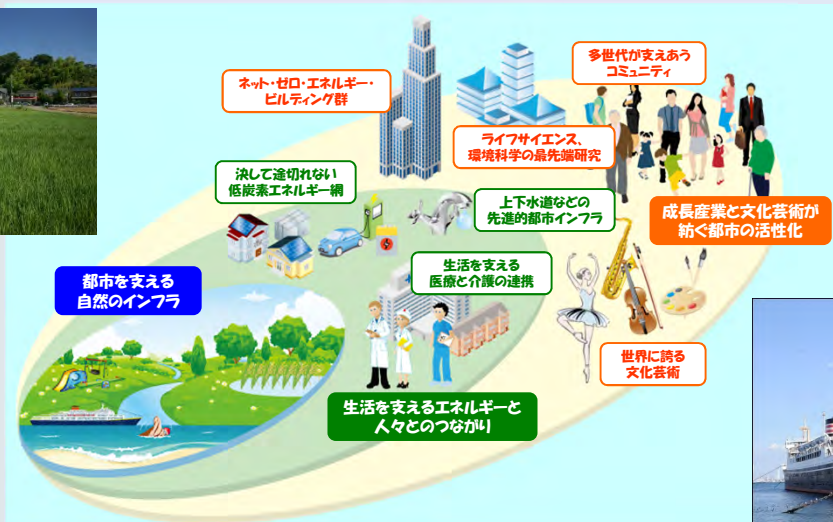 ネット・ゼロ・エネルギー・
ビルディング群
多世代が支えあう
コミュニティ
ライフサイエンス、
環境科学の最先端研究
決して途切れない
低炭素エネルギー網
上下水道などの
先進的都市インフラ
成長産業と文化芸術が
紡ぐ都市の活性化
生活を支える
医療と介護の連携
都市を支える
自然のインフラ
世界に誇る
文化芸術
生活を支えるエネルギーと
人々とのつながり